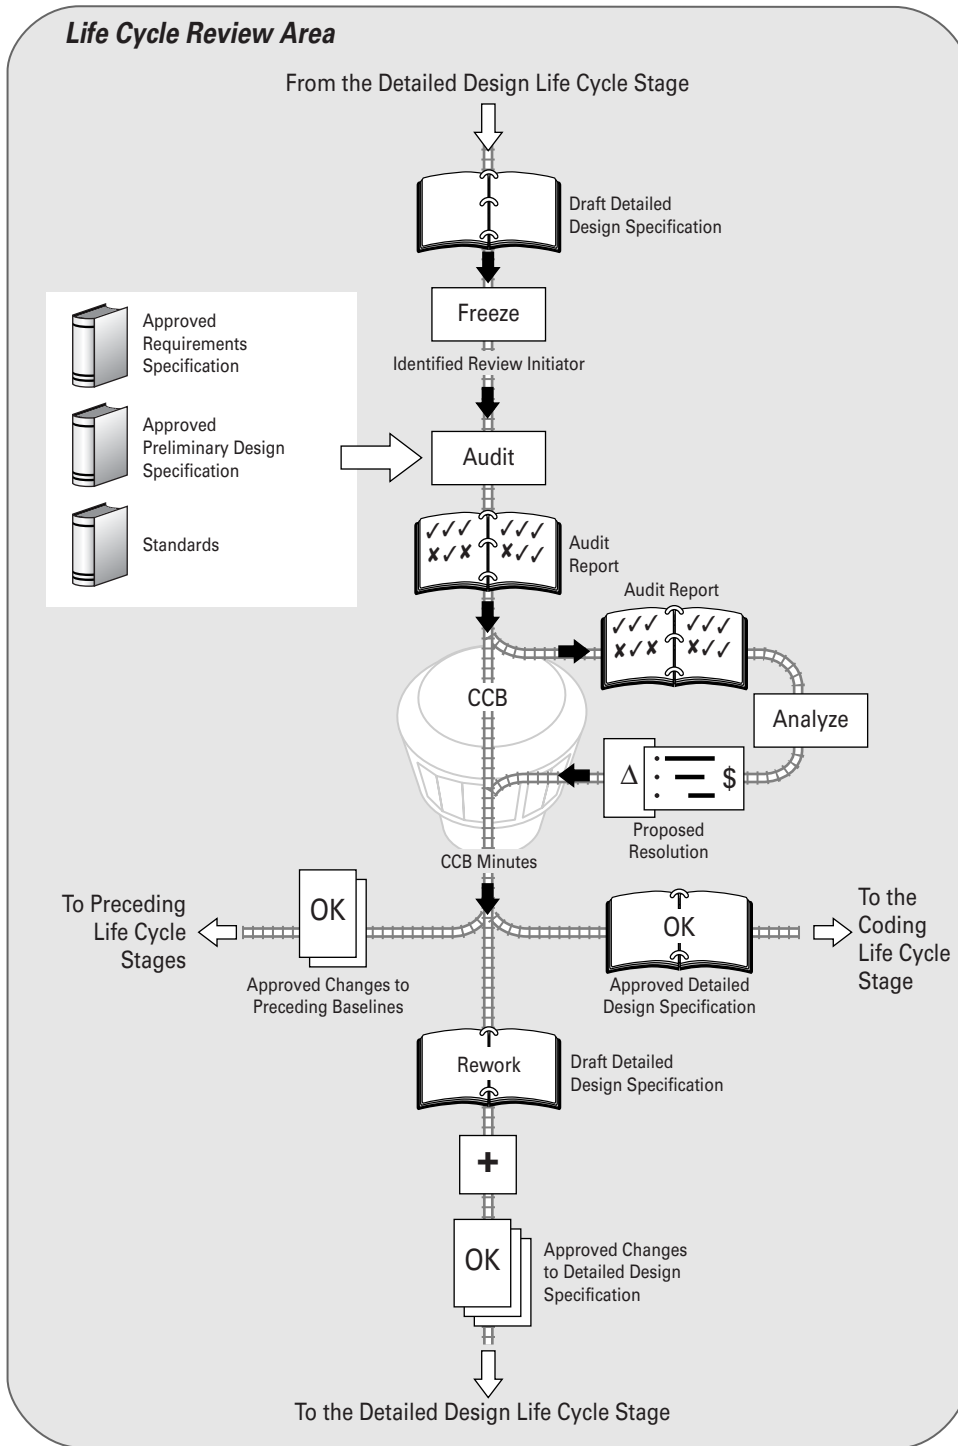 Life Cycle Review Area
From the Detailed Design Life Cycle Stage
Draft Detailed
Design Specification
Freeze
Identified Review Initiator
Approved
Requirements
Specification
Approved
Preliminary Design
Specification
Standards
Audit
Audit
Report
Audit Report
CCB
Analyze
Δ
$
Proposed
Resolution
CCB Minutes
To Preceding
Life Cycle
Stages
OK
Approved Changes to
Preceding Baselines
OK
Approved Detailed
Design Specification
To the
Coding
Life Cycle
Stage
Rework
Draft Detailed
Design Specification
+
OK
Approved Changes
to Detailed Design
Specification
To the Detailed Design Life Cycle Stage